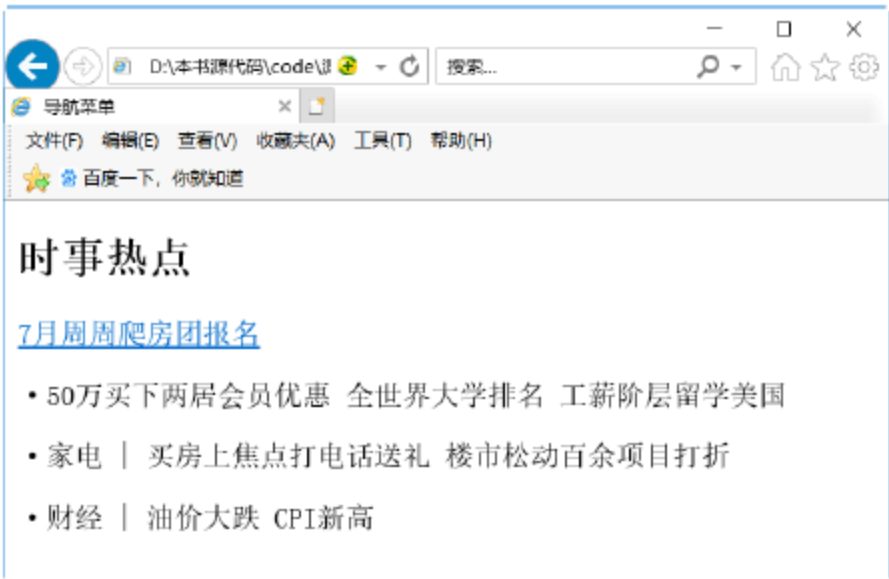 D:\本书源代码\code\
搜索...
导航菜单
文件(F) 编辑(E) 查看(V) 收藏夹(A) 工具(T) 帮助(H)
百度一下，你就知道
时事热点
7月周周爬房团报名
•50万买下两居会员优惠 全世界大学排名 工薪阶层留学美国
•家电 | 买房上焦点打电话送礼 楼市松动百余项目打折
•财经 | 油价大跌 CPI新高